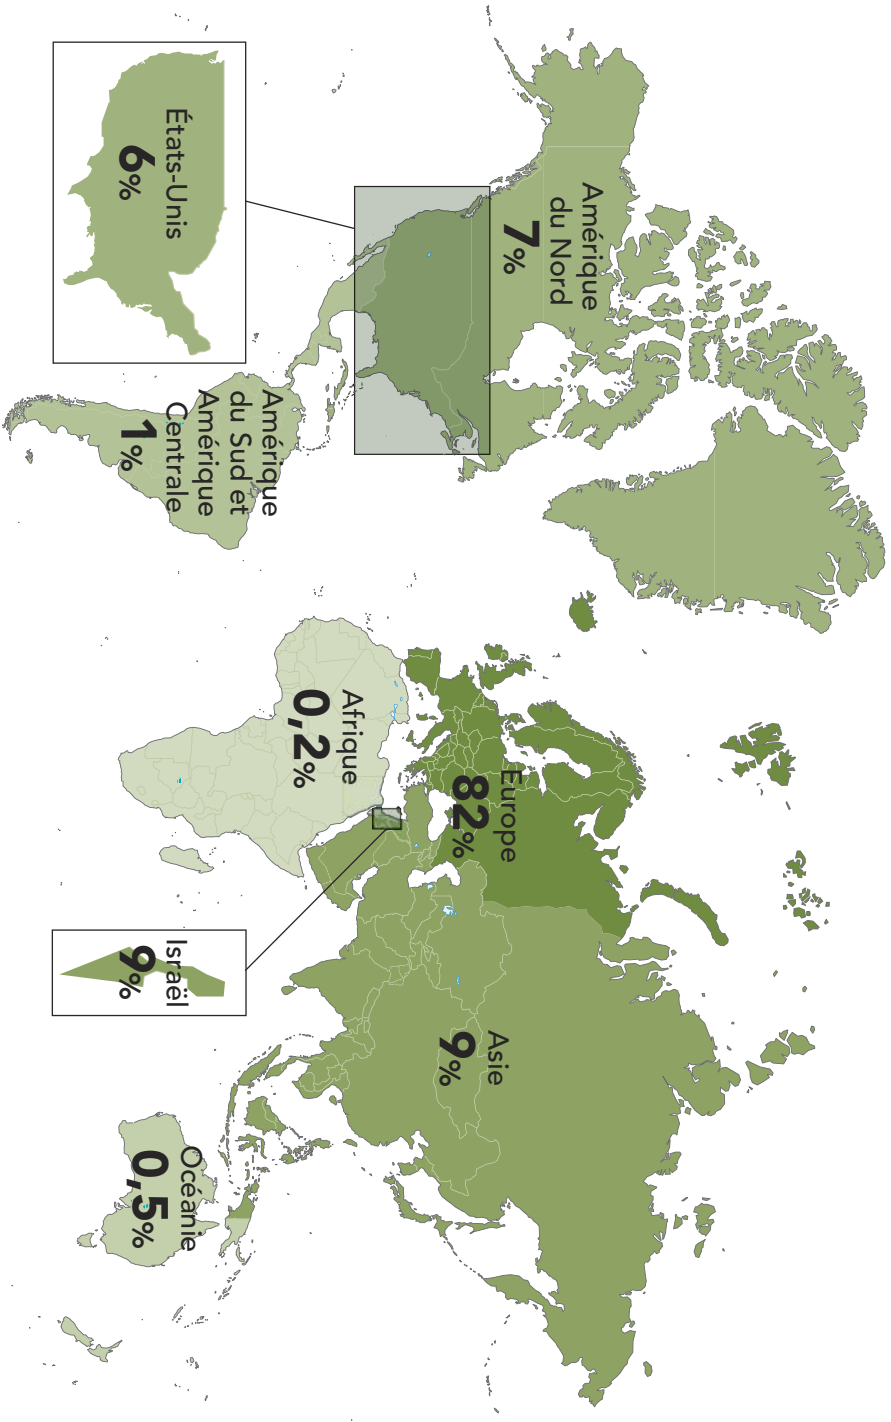 Amérique
du Nord
7%
États-Unis
6%
Amérique
du Sud et
Amérique
Centrale
1%
Europe
82%
Afrique
0,2%
Asie
9%
Israël
9%
Océanie
0,5%